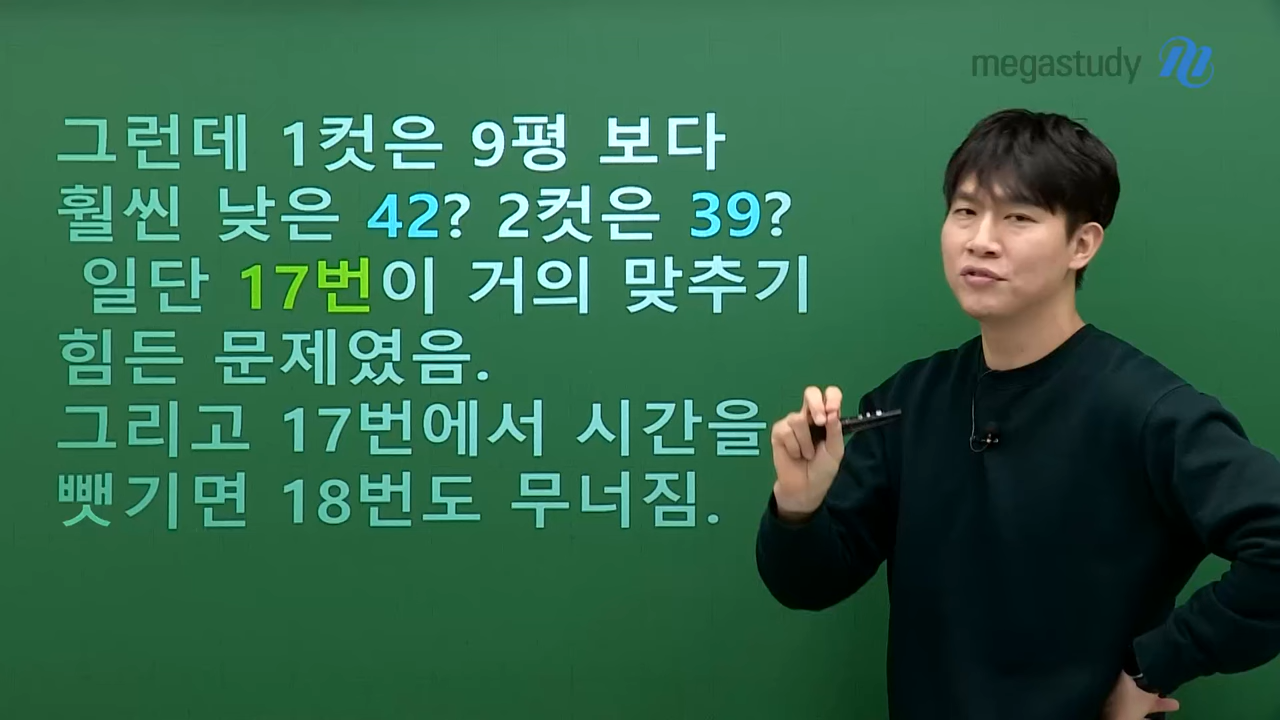 megastudy
그런데 1컷은 9평 보다
훨씬 낮은 42? 2컷은 39?
일단 17번이 거의 맞추기
힘든 문제였음.
그리고 17번에서 시간을
뺏기면 18번도 무너짐.